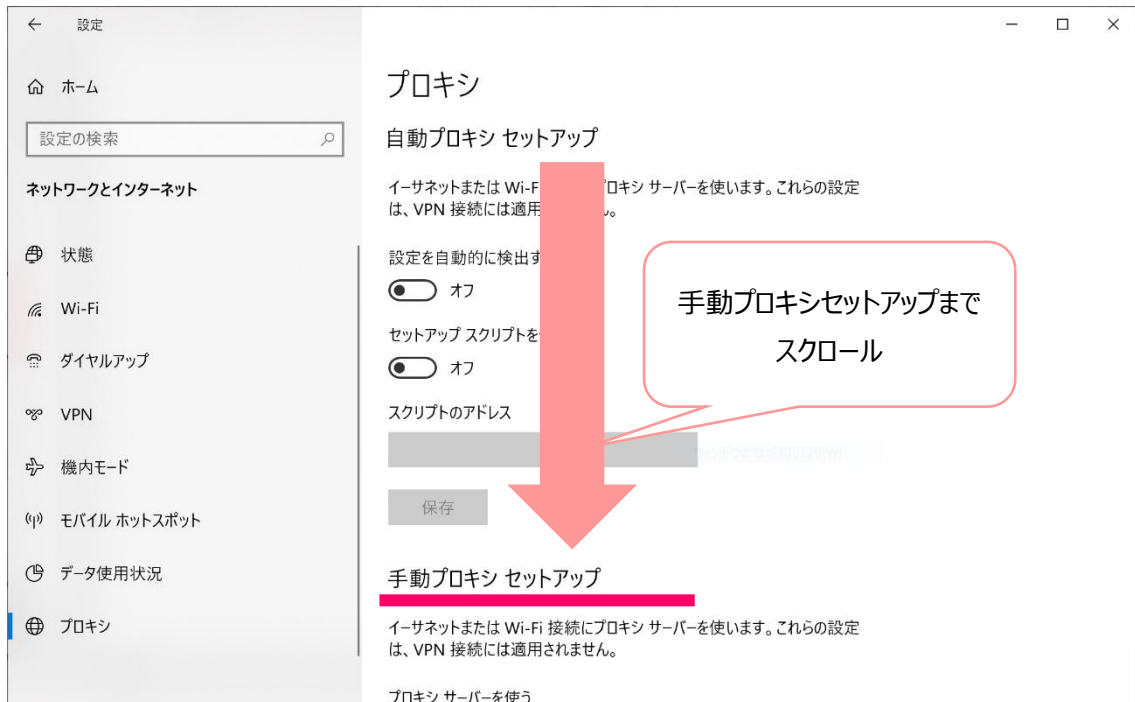 設定
ホーム
設定の検索
ネットワークとインターネット
状態
Wi-Fi
ダイヤルアップ
VPN
機内モード
モバイル ホットスポット
データ使用状況
プロキシ
プロキシ
自動プロキシ セットアップ
イーサネットまたは Wi-F プロキシ サーバーを使います。これらの設定
は、VPN 接続には適用 ん。
設定を自動的に検出す
オフ
セットアップ スクリプトを
オフ
スクリプトのアドレス
保存
手動プロキシセットアップまで
スクロール
手動プロキシ セットアップ
イーサネットまたは Wi-Fi 接続にプロキシ サーバーを使います。これらの設定
は、VPN 接続には適用されません。
プロキシ サーバーを使う